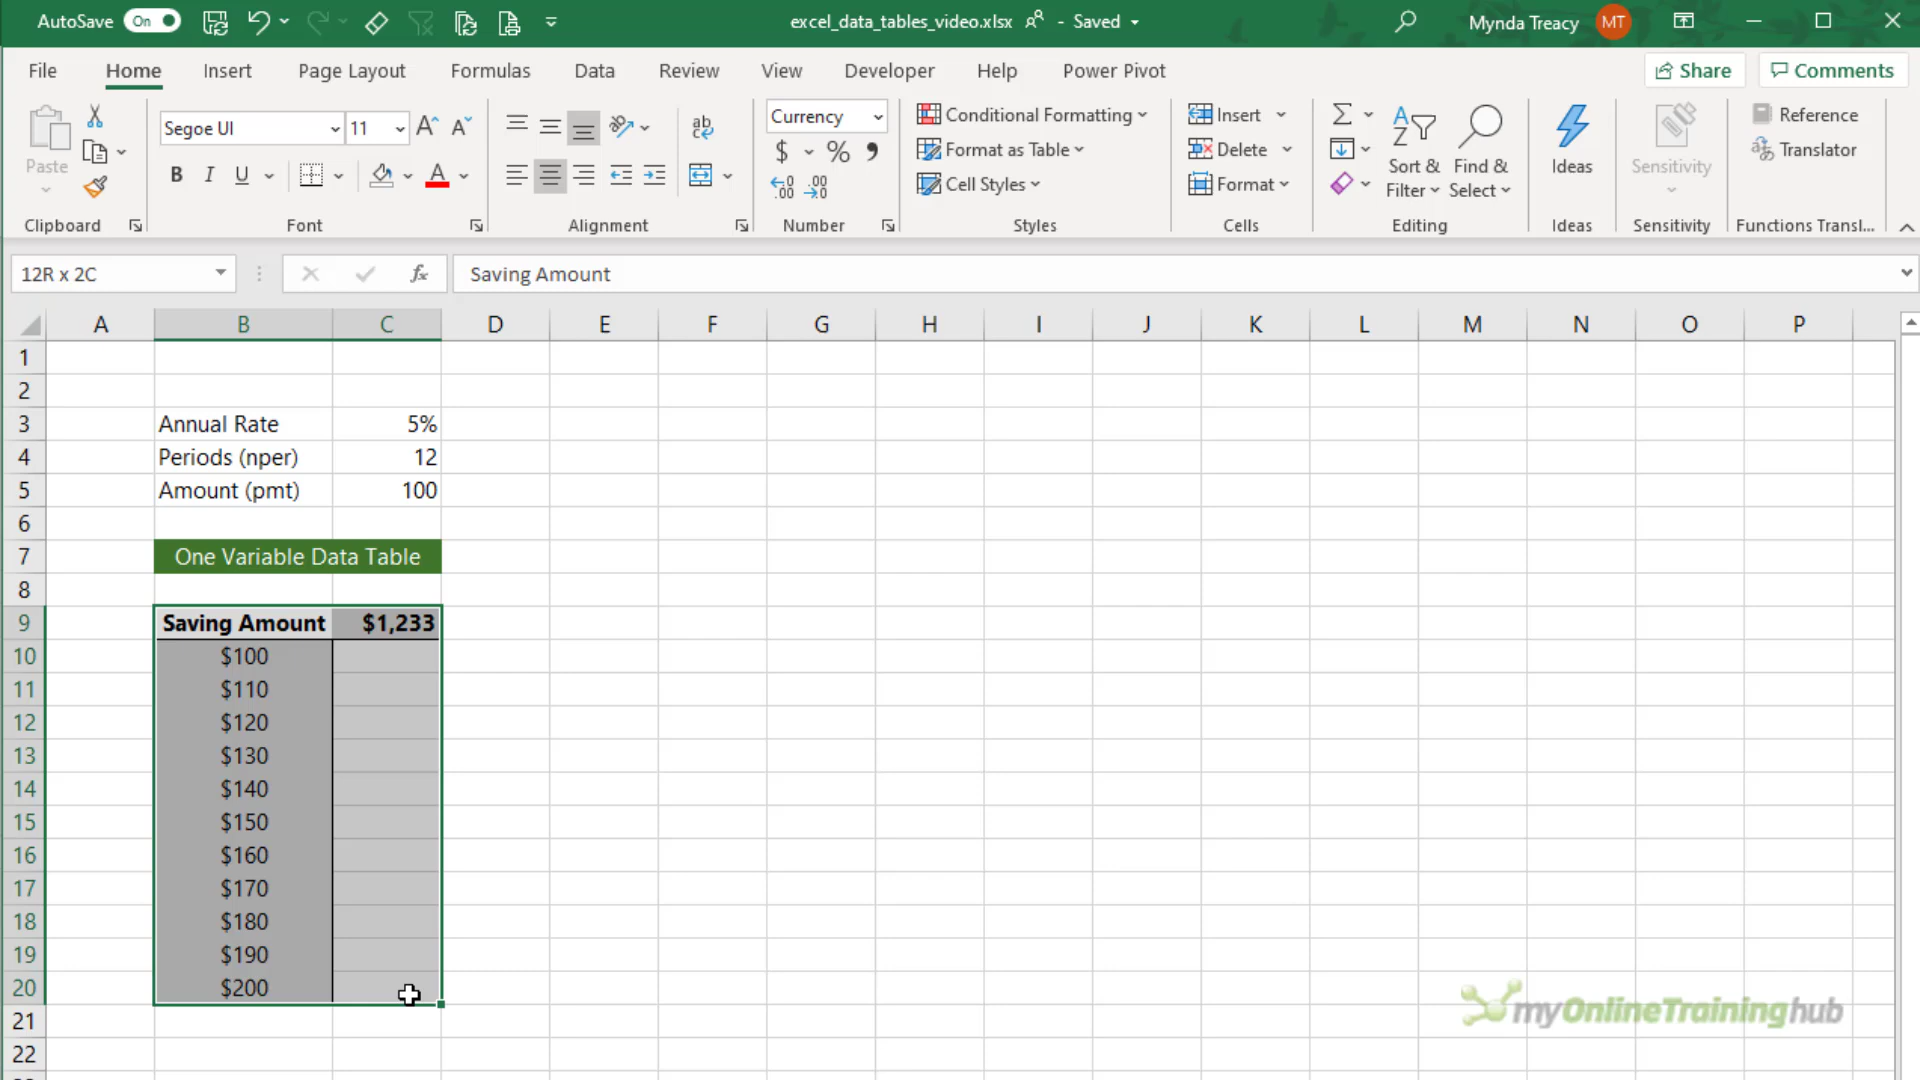 AutoSave On excel_data_tables_video.xlsx - Saved Mynda Treacy MT
File Home Insert Page Layout Formulas Data Review View Developer Help Power Pivot Share Comments
Segoe UI 11 A A ab Currency Conditional Formatting Insert Reference
Paste B I U A $ % Format as Table Delete Sort & Filter Find & Select Ideas Sensitivity Translator
Cell Styles Format
Clipboard Font Alignment Number Styles Cells Editing Ideas Sensitivity Functions Transl...
12R x 2C fx Saving Amount
A B C D E F G H I J K L M N O P
1
2
3 Annual Rate 5%
4 Periods (nper) 12
5 Amount (pmt) 100
6
7 One Variable Data Table
8
9 Saving Amount $1,233
10 $100
11 $110
12 $120
13 $130
14 $140
15 $150
16 $160
17 $170
18 $180
19 $190
20 $200
myOnlineTraininghub
21
22